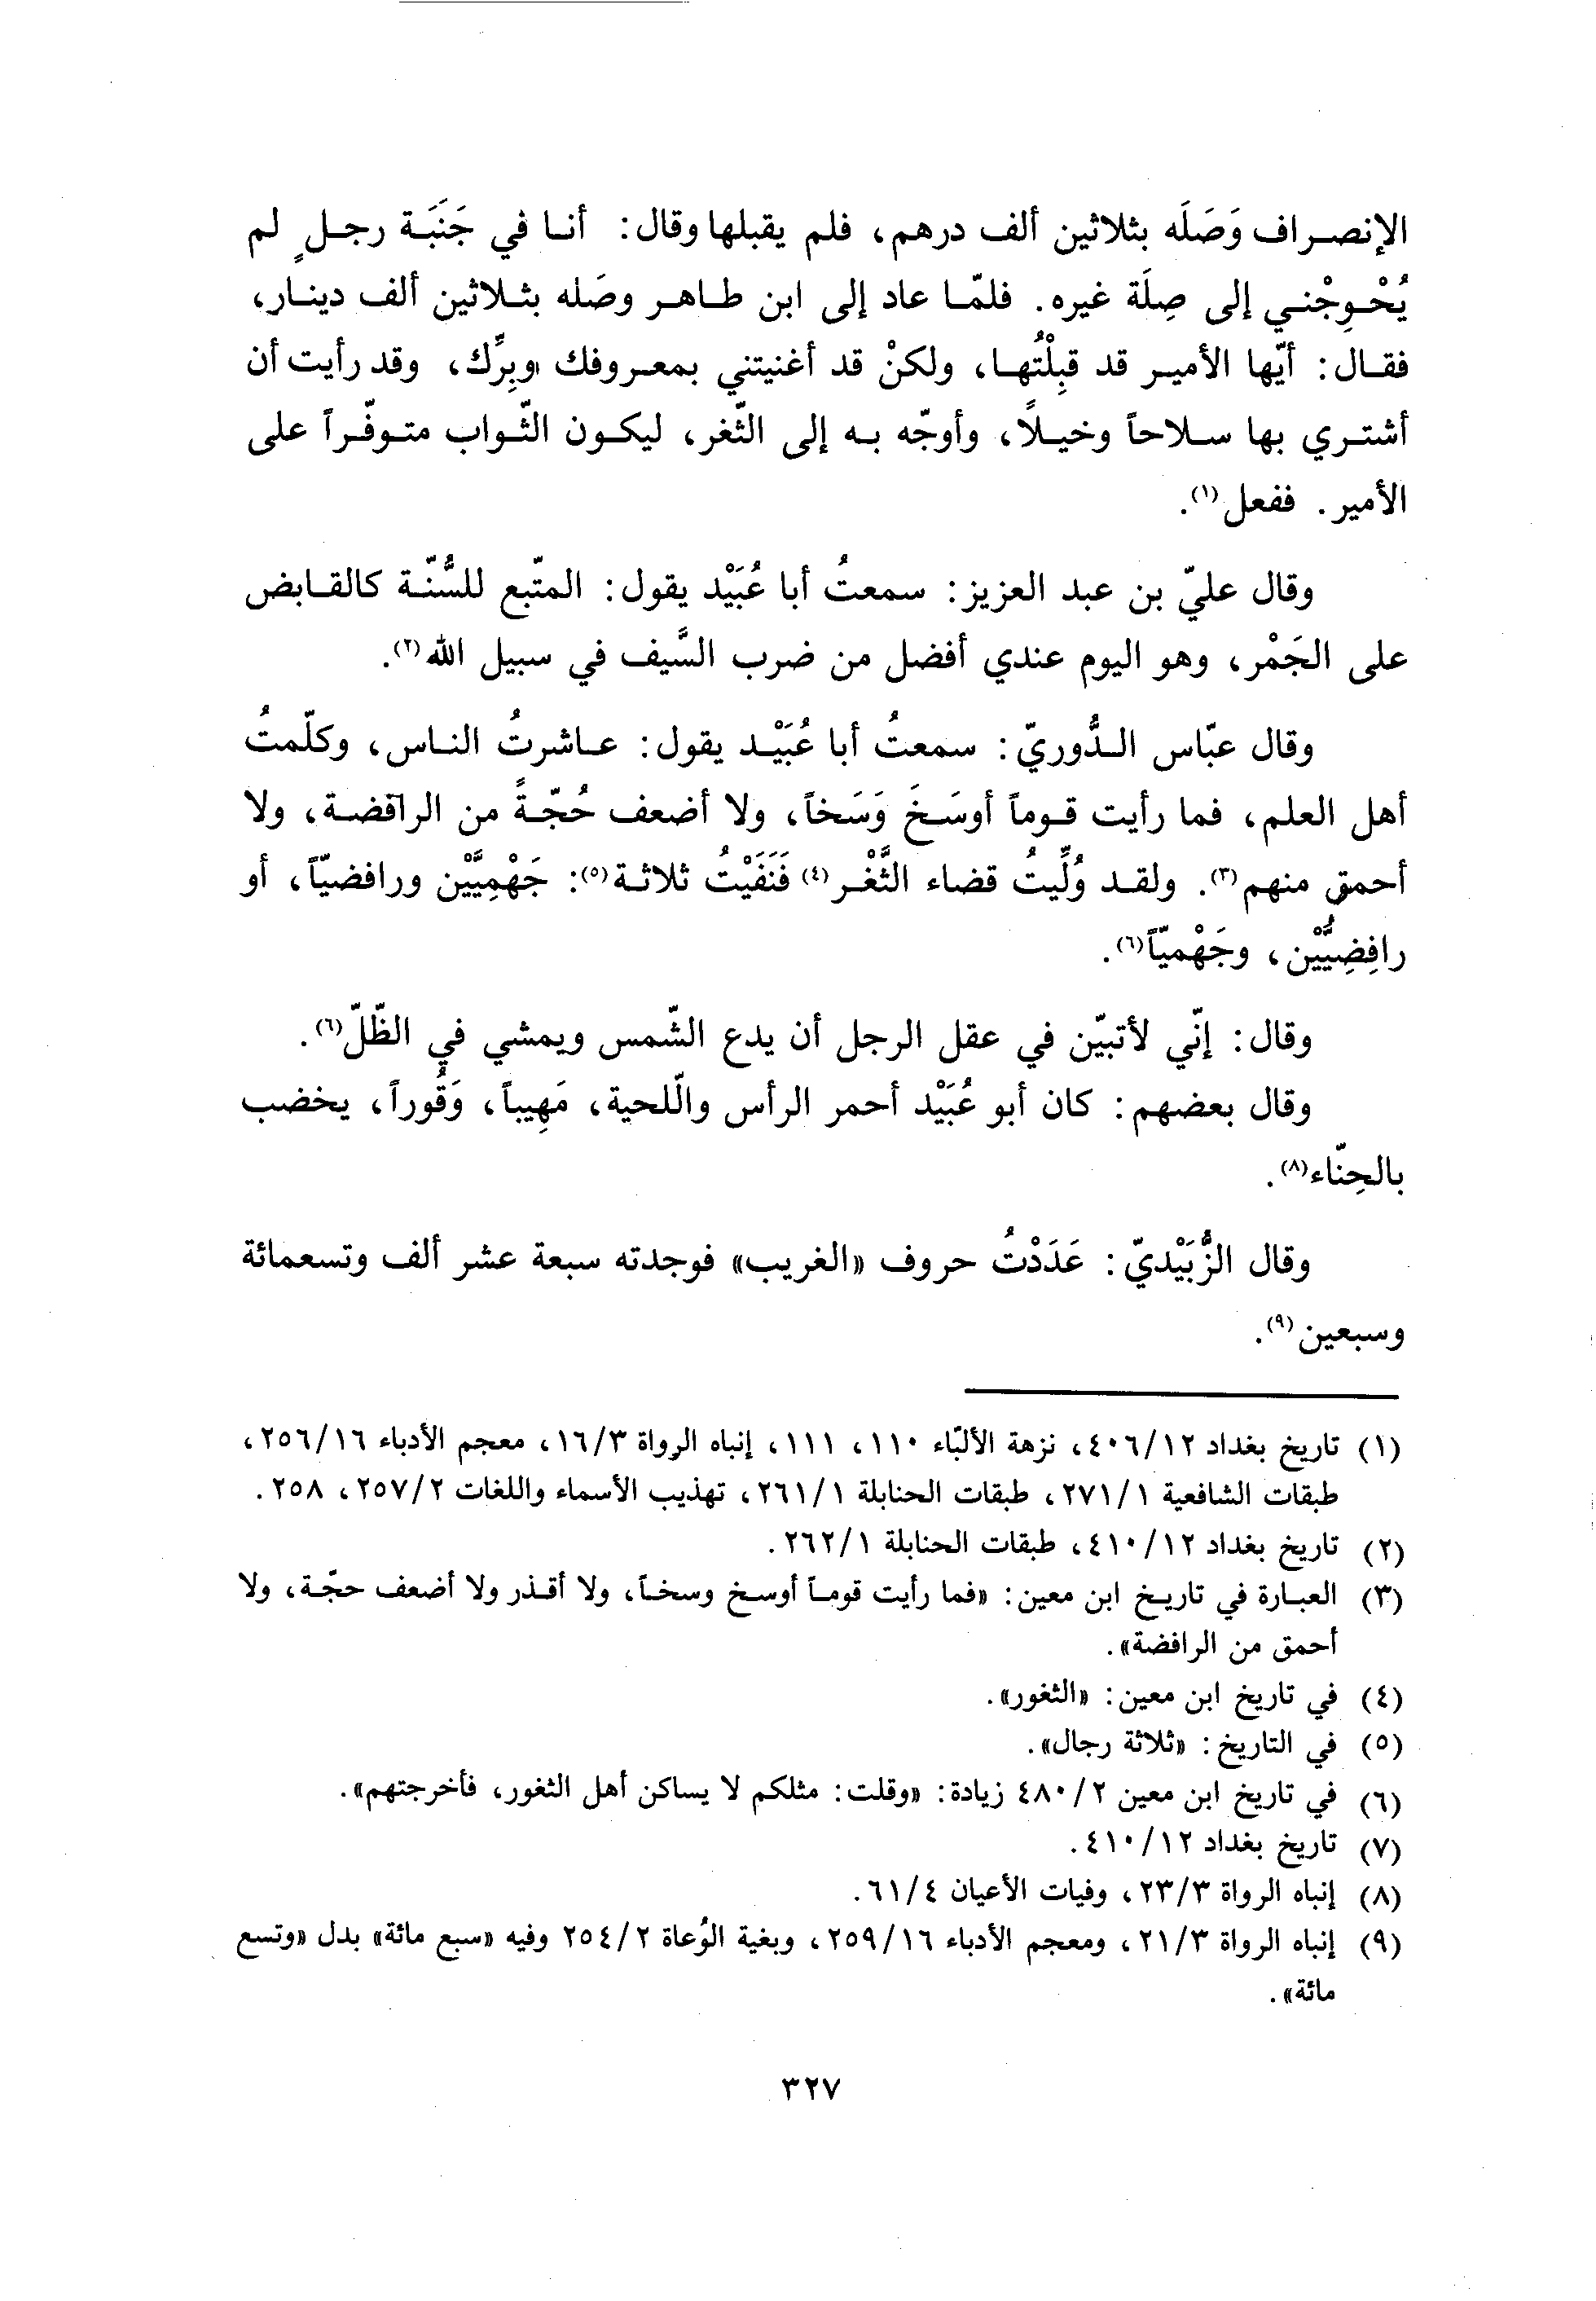 الإنصراف وَصَلَه بثلاثين ألف درهم، فلم يقبلها وقال: أنا في جَنَبَة رجلٍ لم
يُحْوِجْني إلى صِلَة غيره. فلمّا عاد إلى ابن طاهر وصَله بثلاثين ألف دينار،
فقال: أيّها الأمير قد قبِلْتُها، ولكنْ قد أغنيتني بمعروفك وبِرِّك، وقد رأيت أن
أشتري بها سلاحاً وخيلًا، وأوجّه به إلى الثّغر، ليكون الثّواب متوفّراً على
الأمير. ففعل(١).
وقال عليّ بن عبد العزيز: سمعتُ أبا عُبَيْد يقول: المتّبع للسُّنّة كالقابض
على الجَمْر، وهو اليوم عندي أفضل من ضرب السَّيف في سبيل الله(٢).
وقال عبّاس الدُّوريّ: سمعتُ أبا عُبَيْد يقول: عاشرتُ الناس، وكلّمتُ
أهل العلم، فما رأيت قوماً أوسَخَ وَسَخاً، ولا أضعف حُجّةً من الرافضة، ولا
أحمق منهم(٣). ولقد وُلِّيتُ قضاء الثَّغْر(٤) فَنَفَيْتُ ثلاثة(٥): جَهْمِيَّيْن ورافضيّاً، أو
رافِضِيَّيْن، وجَهْميّاً(٦).
وقال: إنّي لأتبيّن في عقل الرجل أن يدع الشّمس ويمشي في الظّلّ(٦).
وقال بعضهم: كان أبو عُبَيْد أحمر الرأس واللّحية، مَهِيباً، وَقُوراً، يخضب
بالحِنّاء(٨).
وقال الزُّبَيْديّ: عَدَدْتُ حروف «الغريب» فوجدته سبعة عشر ألف وتسعمائة
وسبعين(٩).
(١) تاريخ بغداد ٤٠٦/١٢، نزهة الألبّاء ١١٠، ١١١، إنباه الرواة ١٦/٣، معجم الأدباء ٢٥٦/١٦،
طبقات الشافعية ٢٧١/١، طبقات الحنابلة ٢٦١/١، تهذيب الأسماء واللغات ٢٥٧/٢، ٢٥٨.
(٢) تاريخ بغداد ٤١٠/١٢، طبقات الحنابلة ٢٦٢/١.
(٣) العبارة في تاريخ ابن معين: «فما رأيت قوماً أوسخ وسخاً، ولا أقذر ولا أضعف حجّة، ولا
أحمق من الرافضة».
(٤) في تاريخ ابن معين: «الثغور».
(٥) في التاريخ: «ثلاثة رجال».
(٦) في تاريخ ابن معين ٤٨٠/٢ زيادة: «وقلت: مثلكم لا يساكن أهل الثغور، فأخرجتهم».
(٧) تاريخ بغداد ٤١٠/١٢.
(٨) إنباه الرواة ٢٣/٣، وفيات الأعيان ٦١/٤.
(٩) إنباه الرواة ٢١/٣، ومعجم الأدباء ٢٥٩/١٦، وبغية الوُعاة ٢٥٤/٢ وفيه «سبع مائة» بدل «وتسع
مائة».
٣٢٧